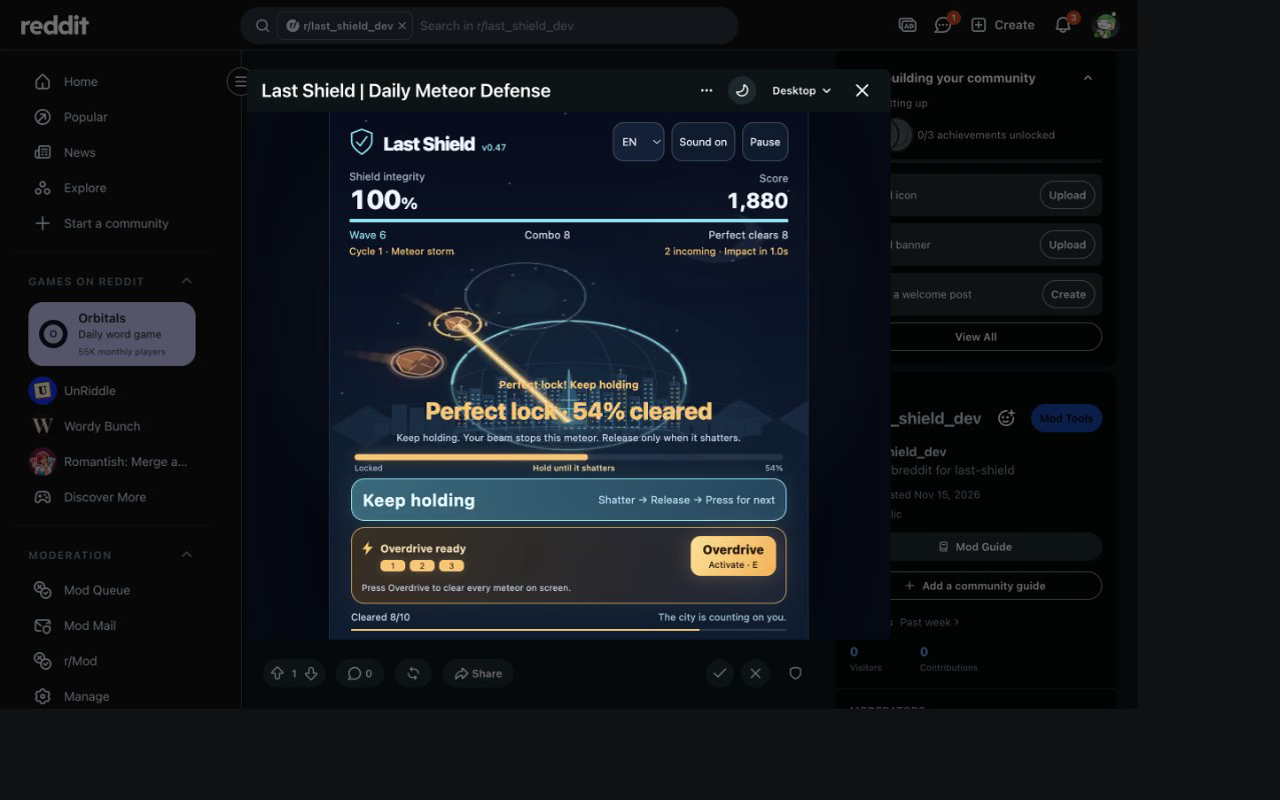 reddit
r/last_shield_dev
Search in r/last_shield_dev
AD
1
Create
3
Home
Popular
News
Explore
Start a community
GAMES ON REDDIT
Orbitals
Daily word game
55K monthly players
UnRiddle
Wordy Bunch
Romantish: Merge a...
Discover More
MODERATION
Mod Queue
Mod Mail
r/Mod
Manage
Last Shield | Daily Meteor Defense
Desktop
Last Shield v0.47
EN
Sound on
Pause
Shield integrity
Score
100%
1,880
Wave 6
Combo 8
Perfect clears 8
Cycle 1 · Meteor storm
2 incoming · Impact in 1.0s
Perfect lock! Keep holding
Perfect lock · 54% cleared
Keep holding. Your beam stops this meteor. Release only when it shatters.
Locked
Hold until it shatters
54%
Keep holding
Shatter → Release → Press for next
Overdrive ready
1 2 3
Overdrive
Activate · E
Press Overdrive to clear every meteor on screen.
Cleared 8/10
The city is counting on you.
1
0
Share
uilding your community
tting up
0/3 achievements unlocked
icon
Upload
banner
Upload
a welcome post
Create
View All
_shield_dev
Mod Tools
ield_dev
breddit for last-shield
ated Nov 15, 2026
lic
Mod Guide
Add a community guide
s Past week
0
0
Visitors
Contributions